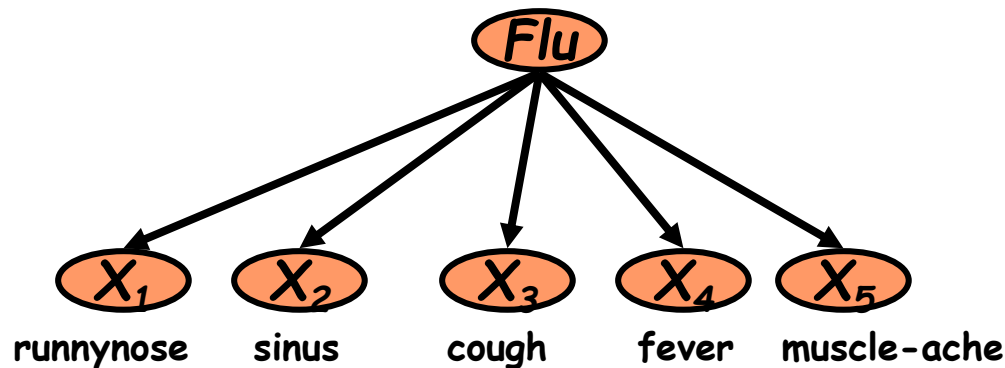 Flu
X₁ X₂ X₃ X₄ X₅
runnynose sinus cough fever muscle-ache